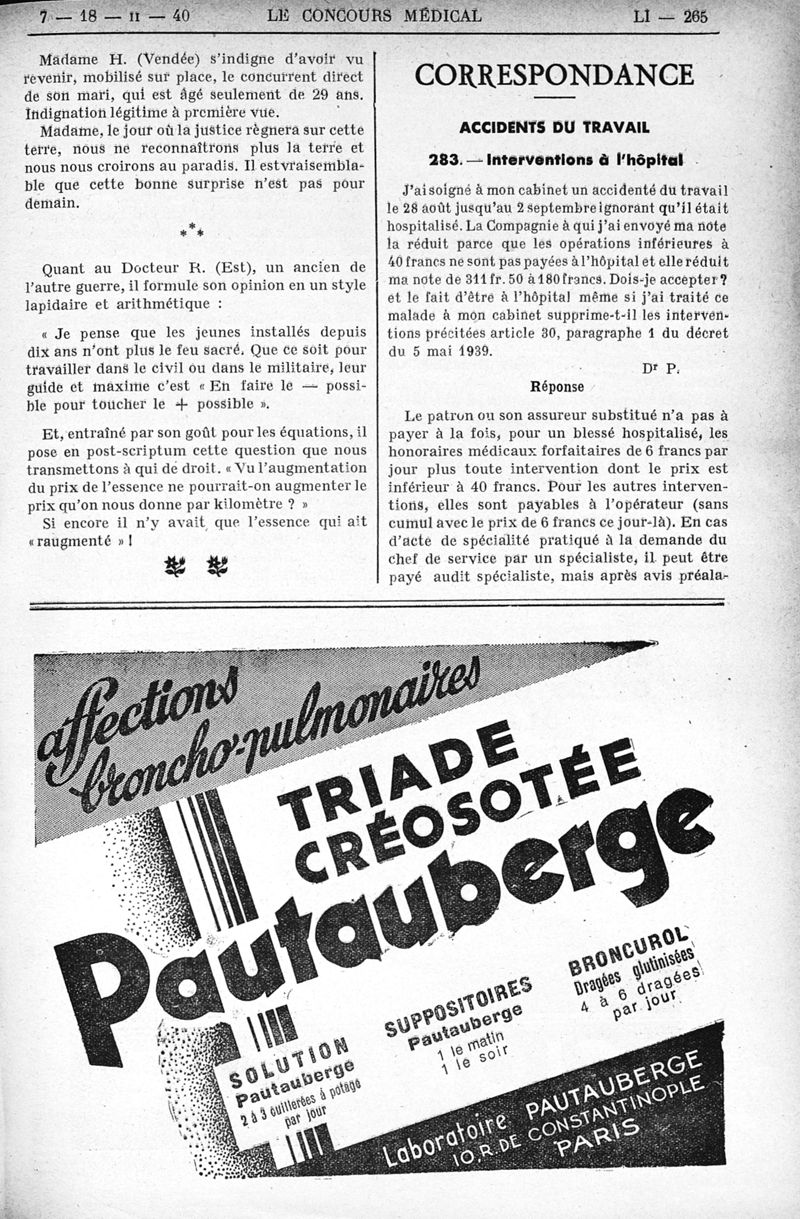 7 — 18 — II — 40 LE CONCOURS MÉDICAL LI — 265
Madame H. (Vendée) s'indigne d'avoir vu
revenir, mobilisé sur place, le concurrent direct
de son mari, qui est âgé seulement de 29 ans.
Indignation légitime à première vue.
Madame, le jour où la justice règnera sur cette
terre, nous ne reconnaîtrons plus la terre et
nous nous croirons au paradis. Il est vraisembla-
ble que cette bonne surprise n'est pas pour
demain.
***
Quant au Docteur R. (Est), un ancien de
l'autre guerre, il formule son opinion en un style
lapidaire et arithmétique :
« Je pense que les jeunes installés depuis
dix ans n'ont plus le feu sacré. Que ce soit pour
travailler dans le civil ou dans le militaire, leur
guide et maxime c'est « En faire le — possi-
ble pour toucher le + possible ».
Et, entraîné par son goût pour les équations, il
pose en post-scriptum cette question que nous
transmettons à qui de droit. « Vu l'augmentation
du prix de l'essence ne pourrait-on augmenter le
prix qu'on nous donne par kilomètre ? »
Si encore il n'y avait que l'essence qui ait
« raugmenté » !
CORRESPONDANCE
ACCIDENTS DU TRAVAIL
283. — Interventions à l'hôpital
J'ai soigné à mon cabinet un accidenté du travail
le 28 août jusqu'au 2 septembre ignorant qu'il était
hospitalisé. La Compagnie à qui j'ai envoyé ma note
la réduit parce que les opérations inférieures à
40 francs ne sont pas payées à l'hôpital et elle réduit
ma note de 311 fr. 50 à 180 francs. Dois-je accepter ?
et le fait d'être à l'hôpital même si j'ai traité ce
malade à mon cabinet supprime-t-il les interven-
tions précitées article 30, paragraphe 1 du décret
du 5 mai 1939.
Dr P.
Réponse
Le patron ou son assureur substitué n'a pas à
payer à la fois, pour un blessé hospitalisé, les
honoraires médicaux forfaitaires de 6 francs par
jour plus toute intervention dont le prix est
inférieur à 40 francs. Pour les autres interven-
tions, elles sont payables à l'opérateur (sans
cumul avec le prix de 6 francs ce jour-là). En cas
d'acte de spécialité pratiqué à la demande du
chef de service par un spécialiste, il peut être
payé audit spécialiste, mais après avis préala-
affections
broncho-pulmonaires
TRIADE
CRÉOSOTÉE
Pautauberge
SOLUTION
Pautauberge
2 à 3 cuillerées à potage
par jour
SUPPOSITOIRES
Pautauberge
1 le matin
1 le soir
BRONCUROL
Dragées glutinisées
4 à 6 dragées
par jour
Laboratoire PAUTAUBERGE
10, R. DE CONSTANTINOPLE
PARIS